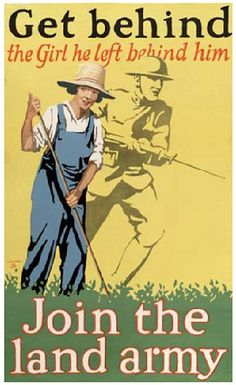 Get behind
the Girl he left behind him
Join the
land army